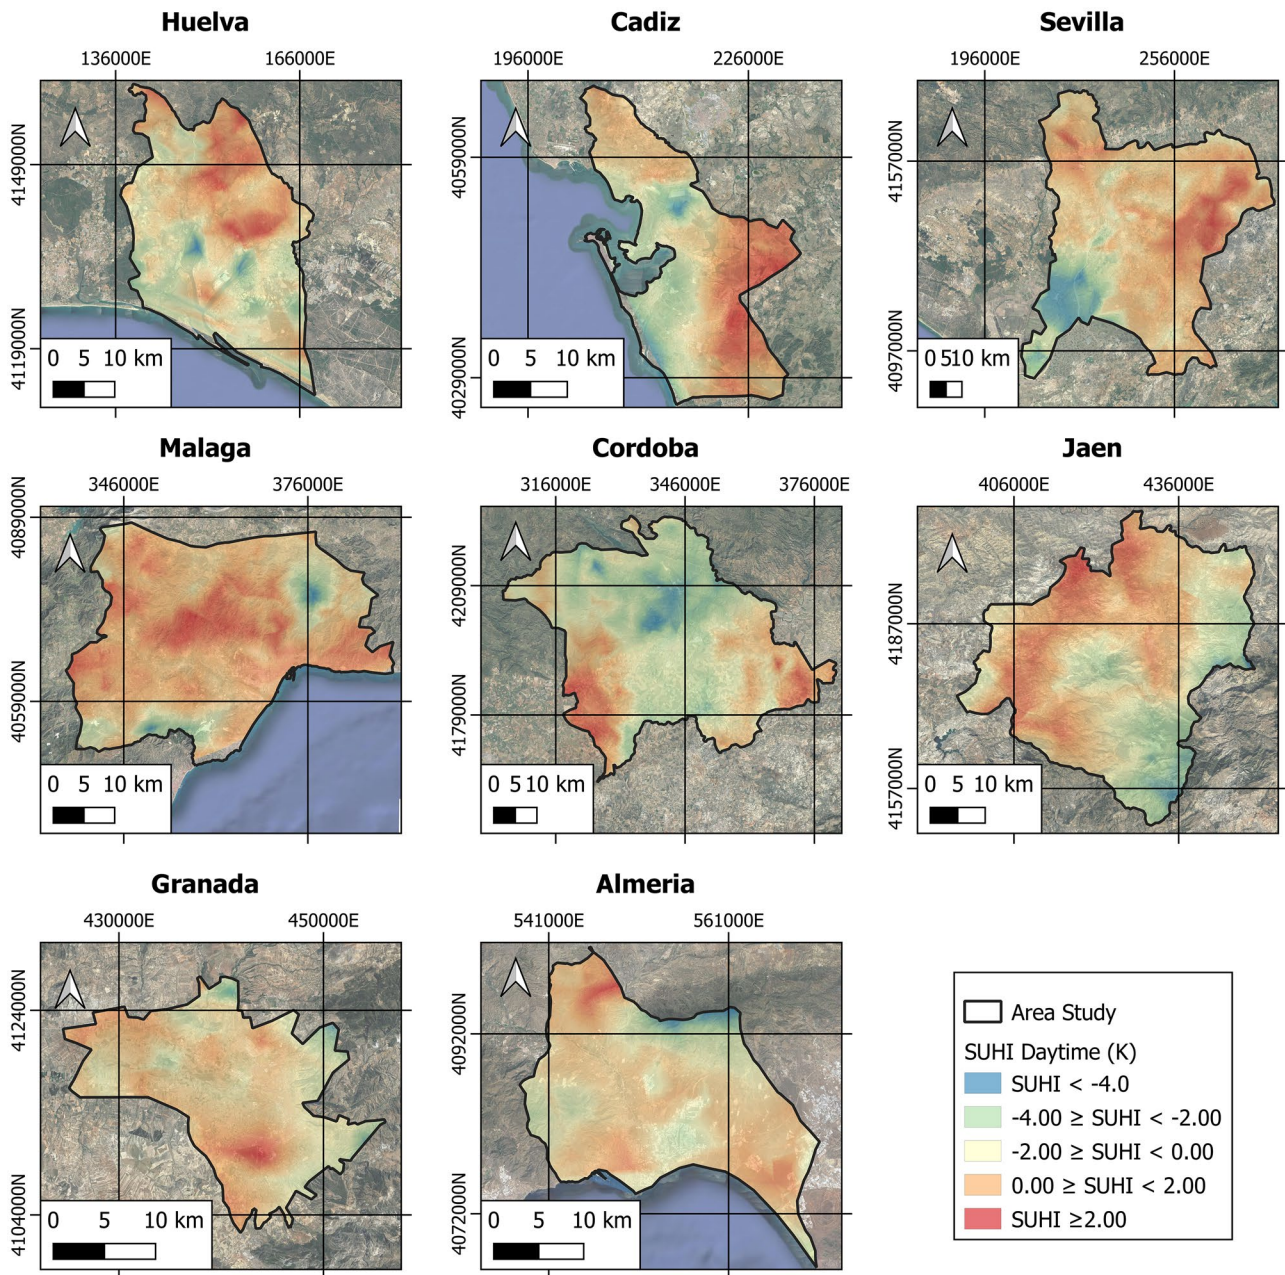 Huelva
136000E 166000E
4149000N
4119000N
0 5 10 km
Cadiz
196000E 226000E
4059000N
4029000N
0 5 10 km
Sevilla
196000E 256000E
4157000N
4097000N
0 510 km
Malaga
346000E 376000E
4089000N
4059000N
0 5 10 km
Cordoba
316000E 346000E 376000E
4209000N
4179000N
0 5 10 km
Jaen
406000E 436000E
4187000N
4157000N
0 5 10 km
Granada
430000E 450000E
4124000N
4104000N
0 5 10 km
Almeria
541000E 561000E
4092000N
4072000N
0 5 10 km
Area Study
SUHI Daytime (K)
SUHI < -4.0
-4.00 ≥ SUHI < -2.00
-2.00 ≥ SUHI < 0.00
0.00 ≥ SUHI < 2.00
SUHI ≥2.00